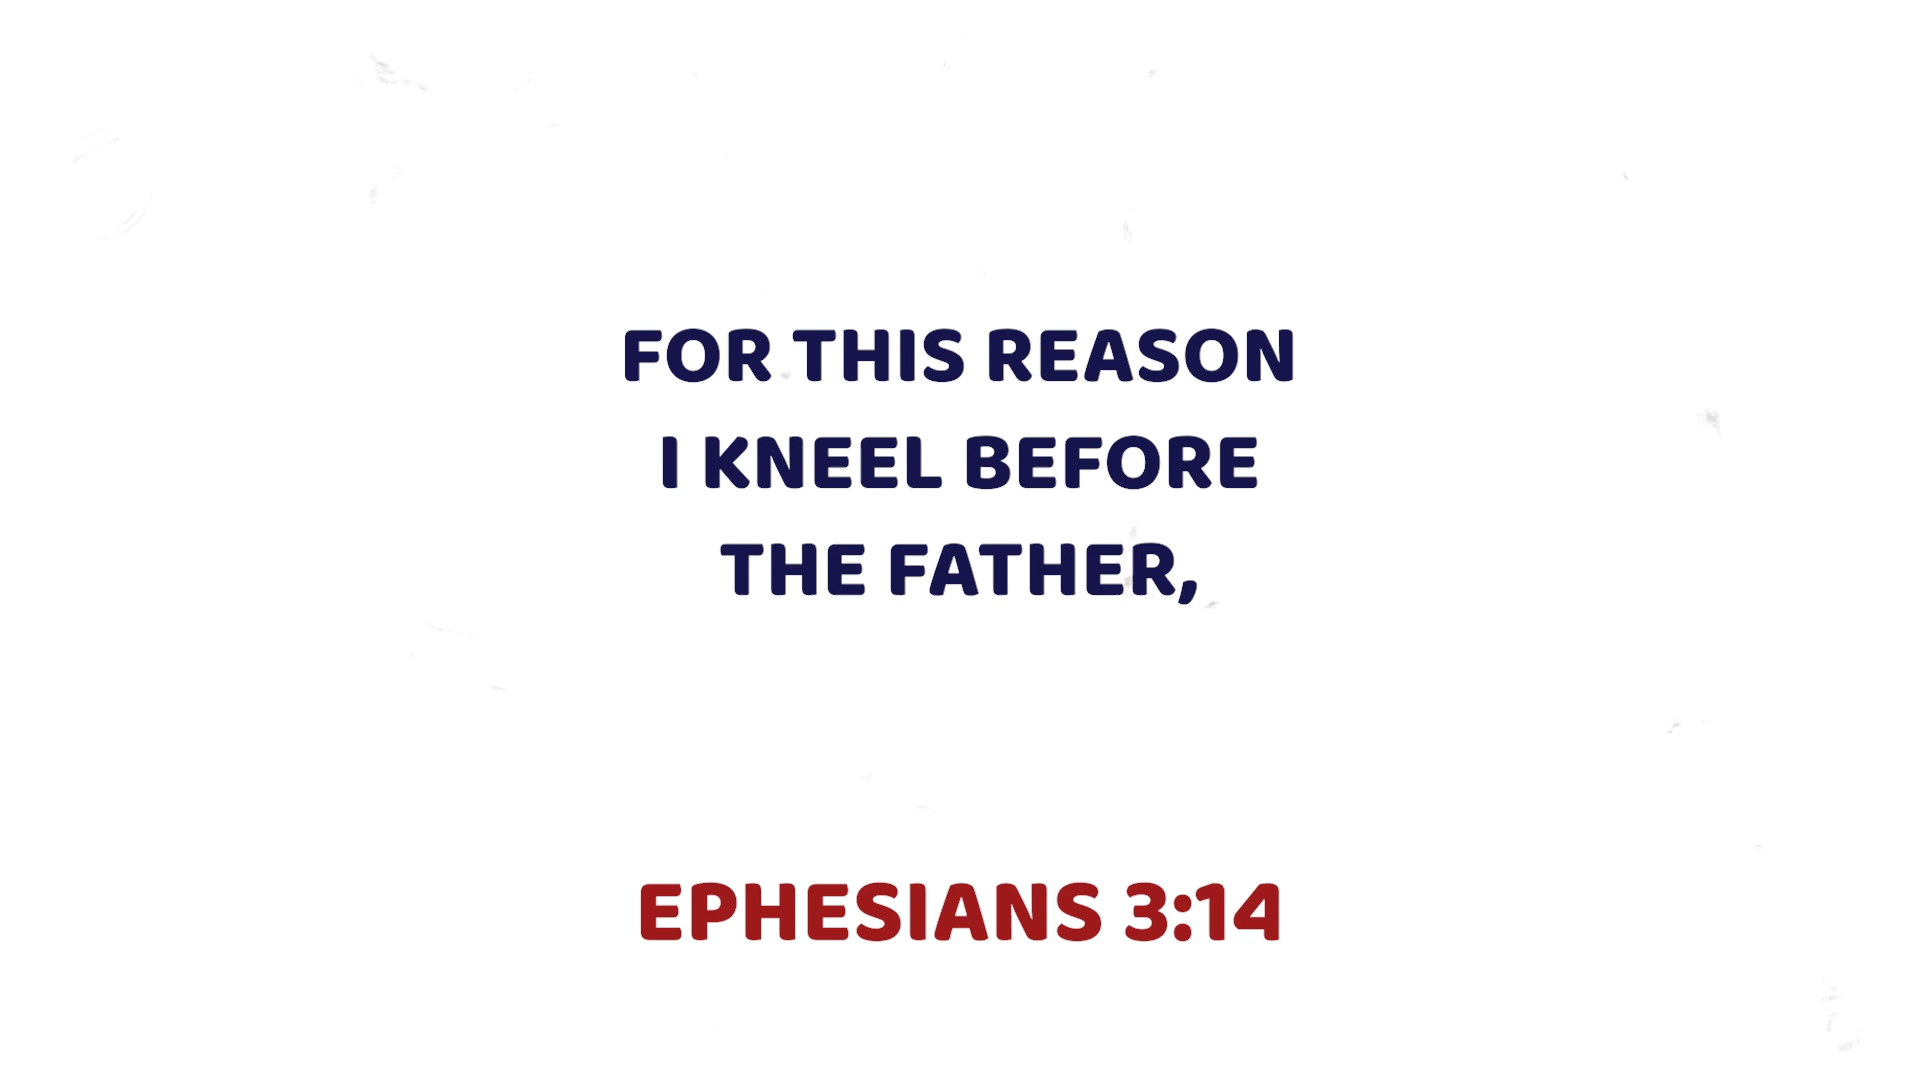 FOR THIS REASON
I KNEEL BEFORE
THE FATHER,
EPHESIANS 3:14